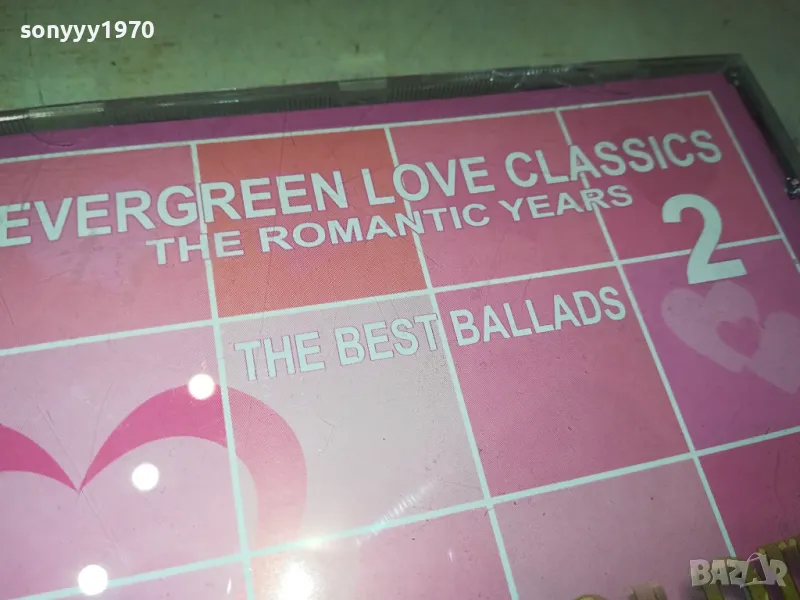 sonyyy1970
EVERGREEN LOVE CLASSICS
THE ROMANTIC YEARS
2
THE BEST BALLADS
BAZAR